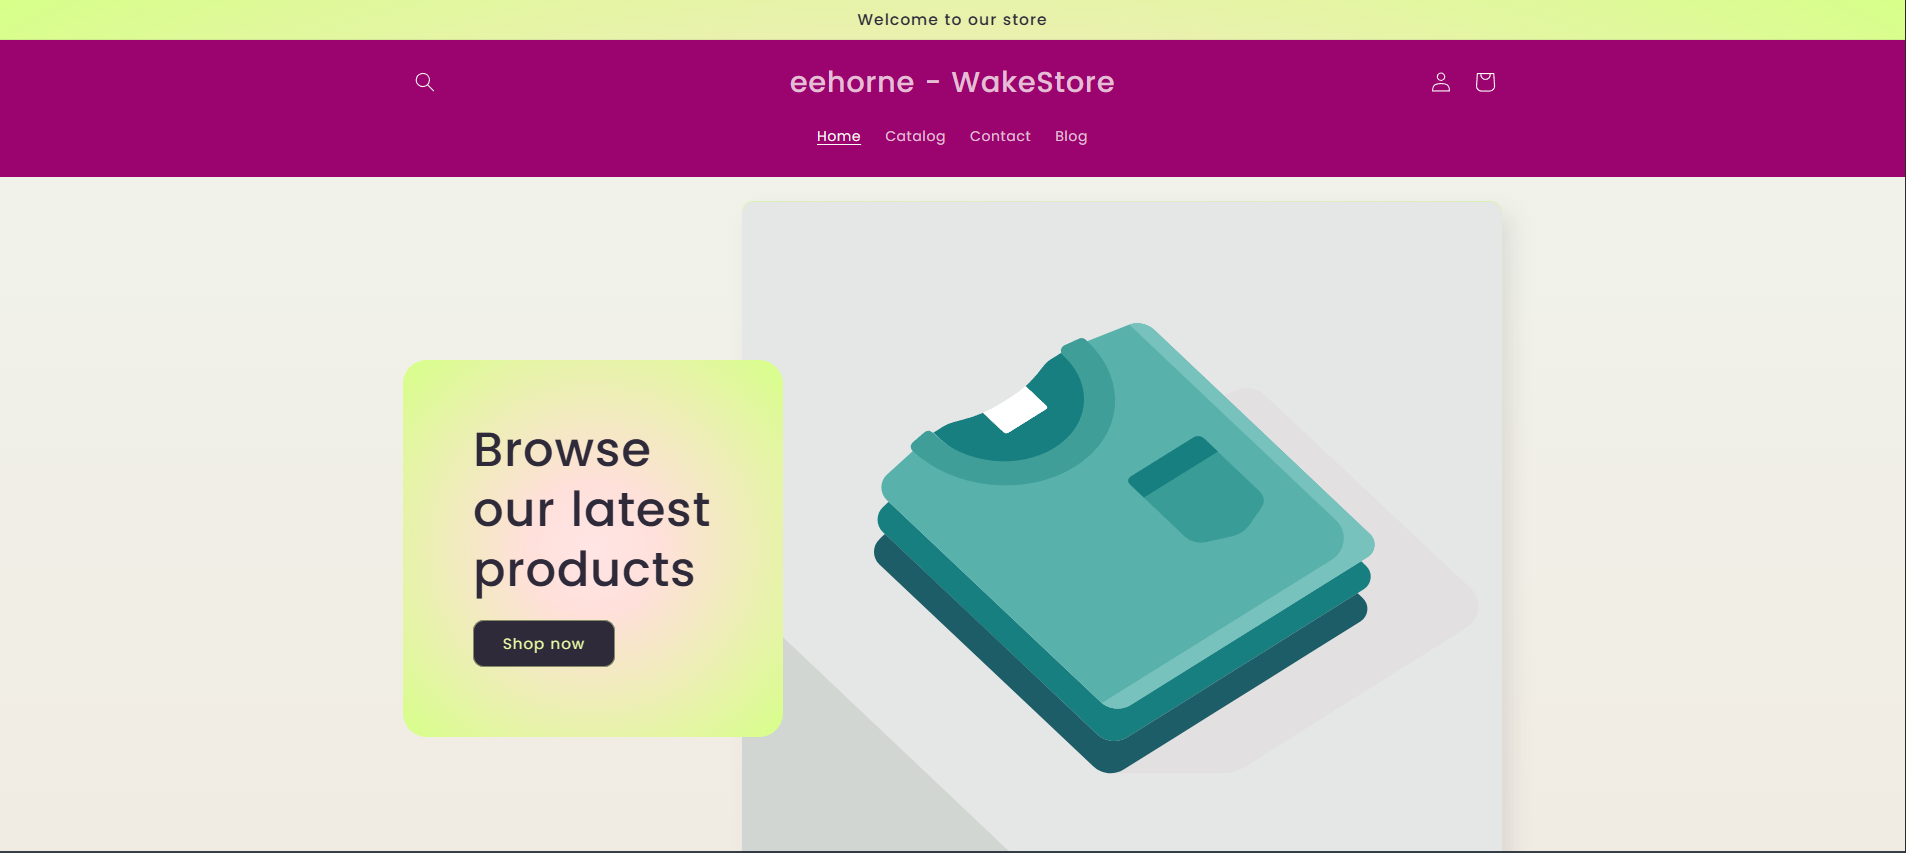 Welcome to our store
eehorne - WakeStore
Home Catalog Contact Blog
Browse
our latest
products
Shop now